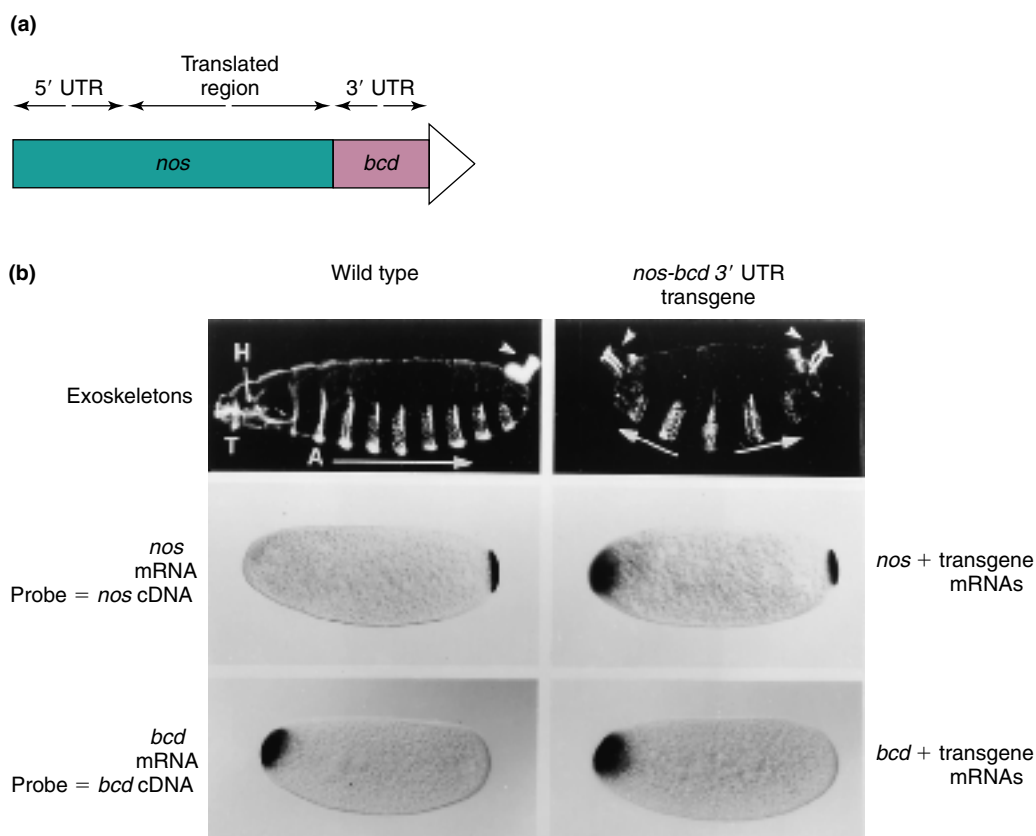 (a)
5′ UTR
Translated
region
3′ UTR
nos
bcd
(b)
Wild type
nos-bcd 3′ UTR
transgene
Exoskeletons
H
T
A
nos
mRNA
Probe = nos cDNA
nos + transgene
mRNAs
bcd
mRNA
Probe = bcd cDNA
bcd + transgene
mRNAs